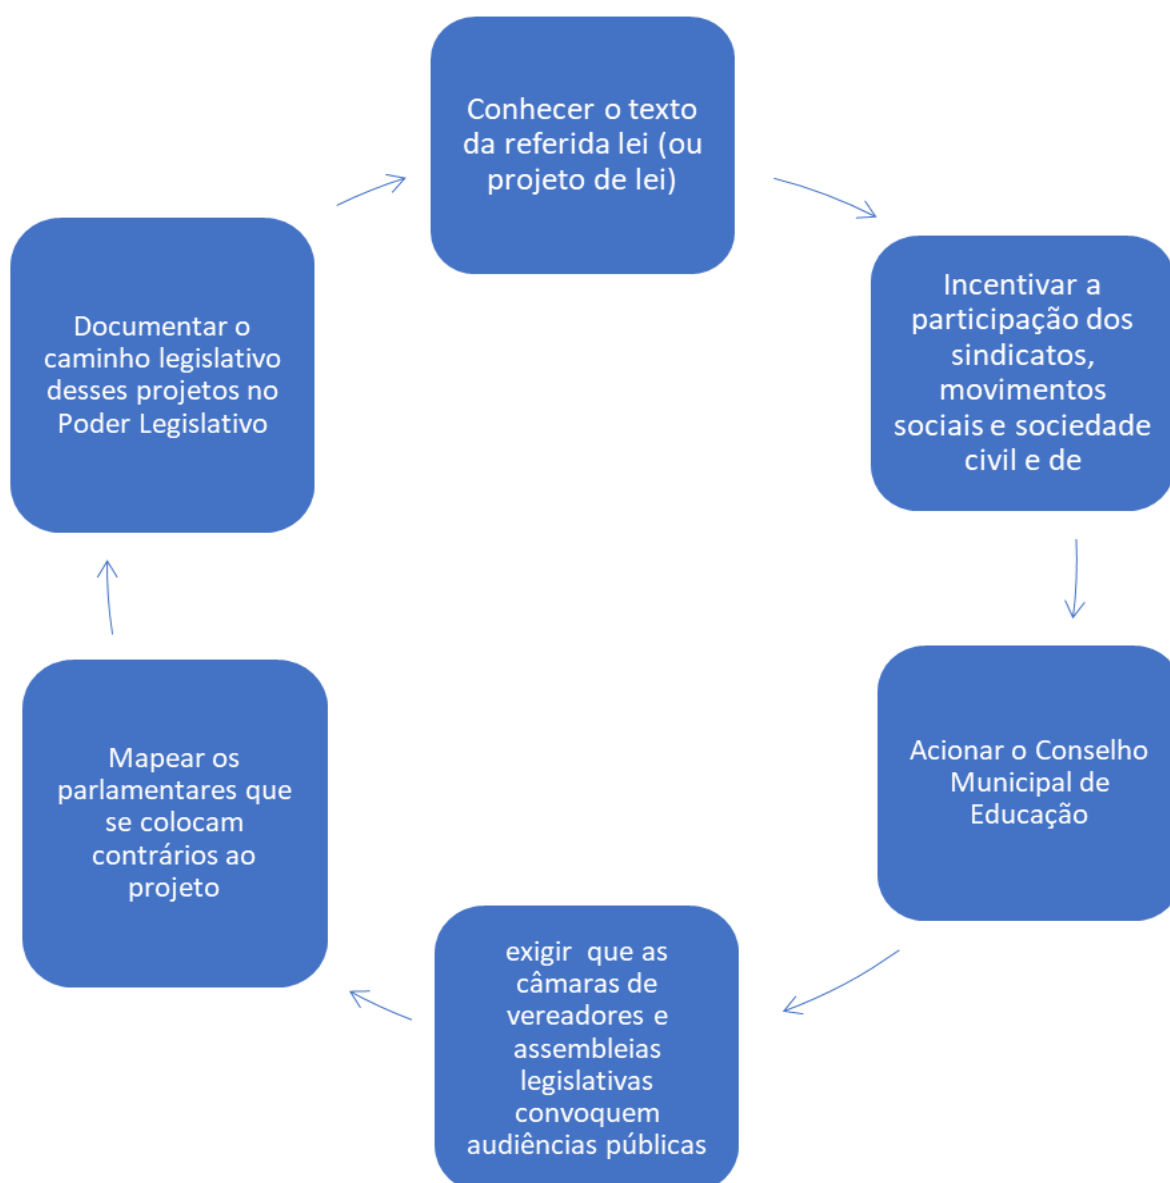 Conhecer o texto
da referida lei (ou
projeto de lei)
Incentivar a
participação dos
sindicatos,
movimentos
sociais e sociedade
civil e de
Acionar o Conselho
Municipal de
Educação
exigir  que as
câmaras de
vereadores e
assembleias
legislativas
convoquem
audiências públicas
Mapear os
parlamentares que
se colocam
contrários ao
projeto
Documentar o
caminho legislativo
desses projetos no
Poder Legislativo